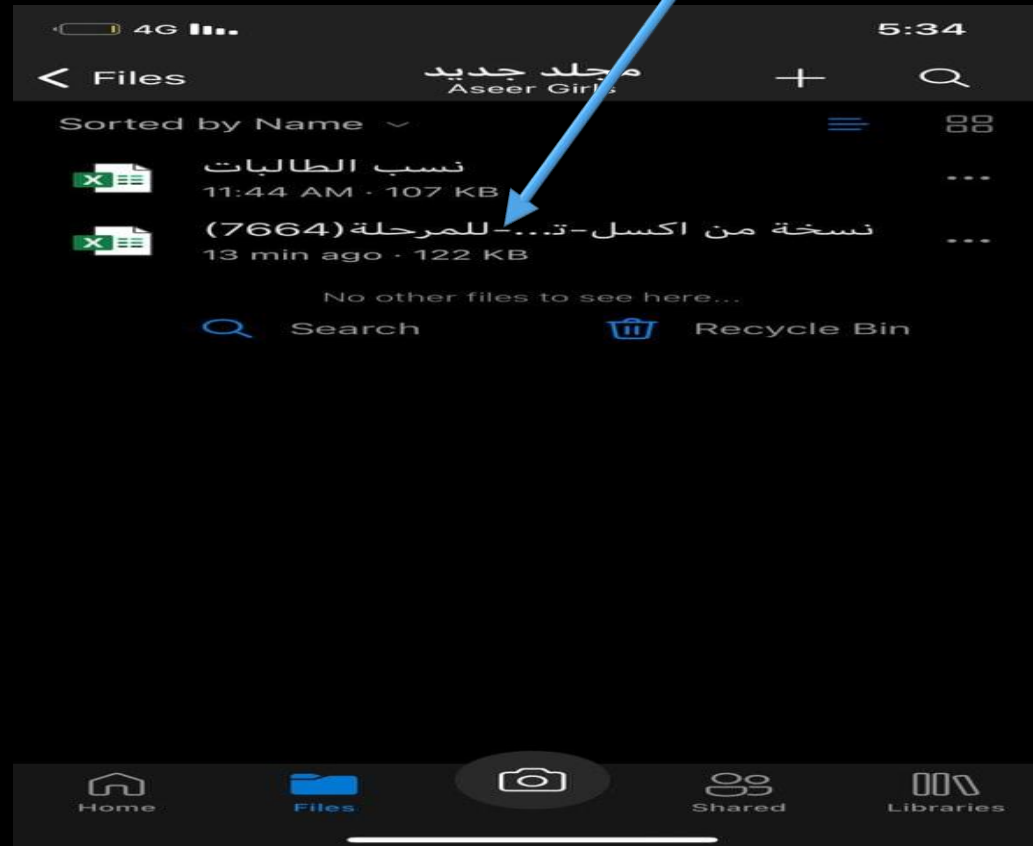 4G 5:34
Files مجلد جديد
Aseer Girls
Sorted by Name
نسب الطالبات
11:44 AM · 107 KB
نسخة من اكسل-ت...-للمرحلة(7664)
13 min ago · 122 KB
No other files to see here...
Search Recycle Bin
Home Files Shared Libraries